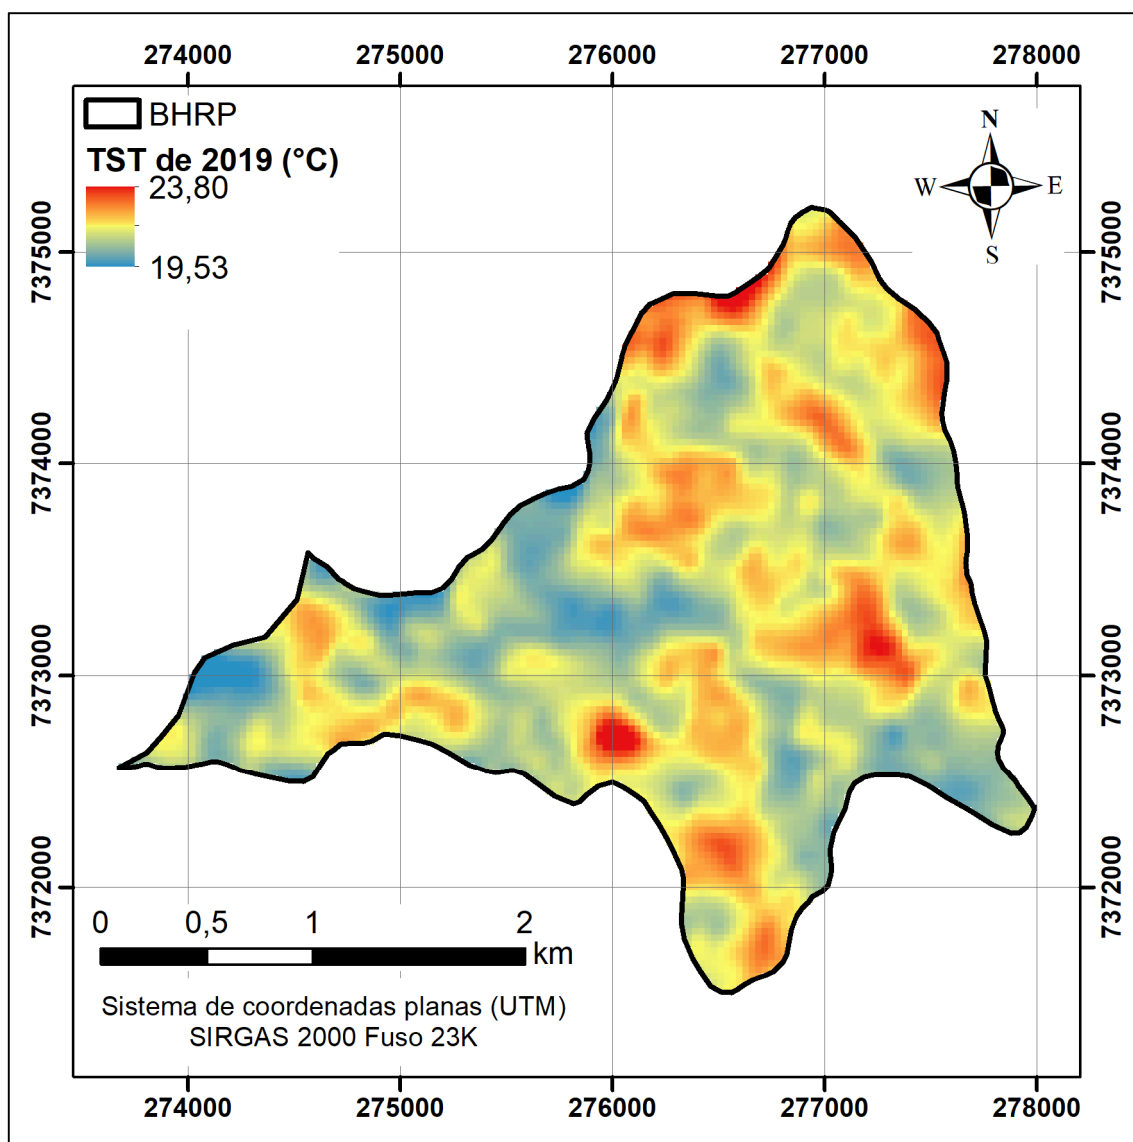 274000 275000 276000 277000 278000
BHRP
TST de 2019 (°C)
23,80
19,53
N
W E
S
7375000 7375000
7374000 7374000
7373000 7373000
7372000 7372000
0 0,5 1 2
km
Sistema de coordenadas planas (UTM)
SIRGAS 2000 Fuso 23K
274000 275000 276000 277000 278000